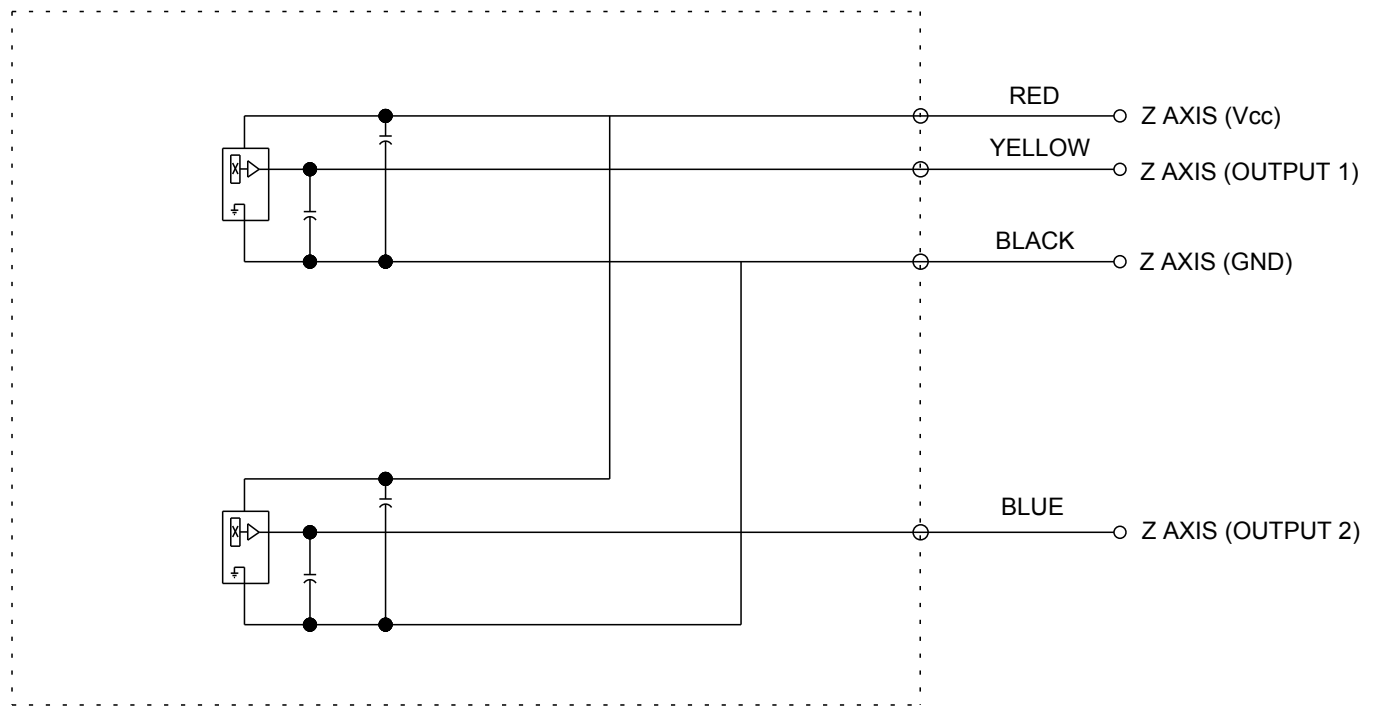 RED
Z AXIS (Vcc)
YELLOW
Z AXIS (OUTPUT 1)
BLACK
Z AXIS (GND)
BLUE
Z AXIS (OUTPUT 2)
X
X